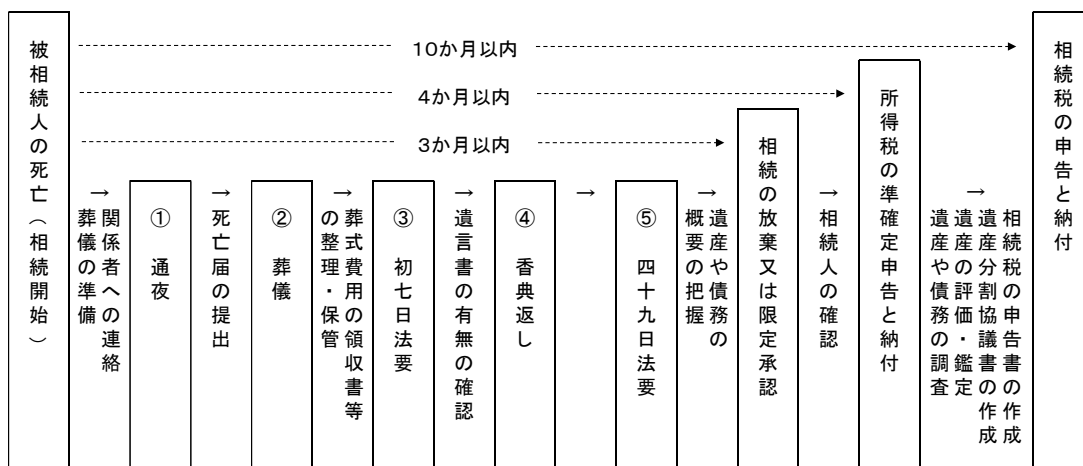 被相続人の死亡(相続開始)
10か月以内
4か月以内
3か月以内
→
関係者への連絡
葬儀の準備
① 通夜
→
死亡届の提出
② 葬儀
→
葬式費用の領収書等
の整理・保管
③ 初七日法要
→
遺言書の有無の確認
④ 香典返し
→
⑤ 四十九日法要
→
遺産や債務の
概要の把握
相続の放棄又は限定承認
→
相続人の確認
所得税の準確定申告と納付
→
相続税の申告書の作成
遺産分割協議書の作成
遺産の評価・鑑定
遺産や債務の調査
相続税の申告と納付